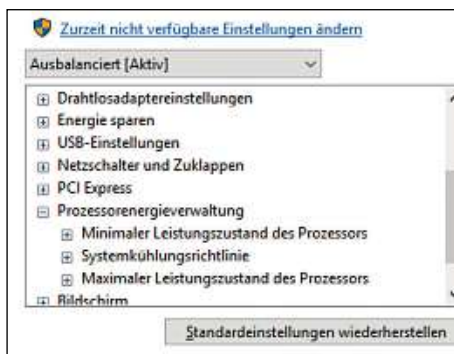 Zurzeit nicht verfügbare Einstellungen ändern
Ausbalanciert [Aktiv]
Drahtlosadaptereinstellungen
Energie sparen
USB-Einstellungen
Netzschalter und Zuklappen
PCI Express
Prozessorenergieverwaltung
Minimaler Leistungszustand des Prozessors
Systemkühlungsrichtlinie
Maximaler Leistungszustand des Prozessors
Bildschirm
Standardeinstellungen wiederherstellen